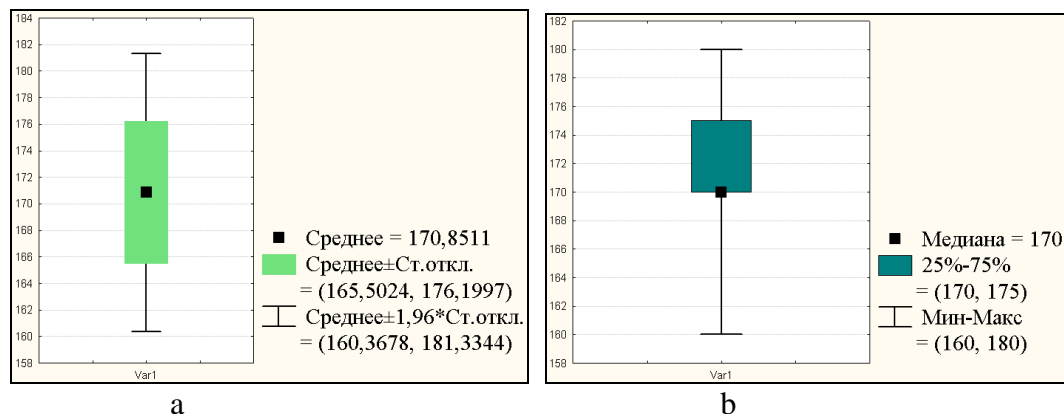 184
182
180
178
176
174
172
170
168
166
164
162
160
158
Var1
■ Среднее = 170,8511
Среднее±Ст.откл.
= (165,5024, 176,1997)
Среднее±1,96*Ст.откл.
= (160,3678, 181,3344)
a
182
180
178
176
174
172
170
168
166
164
162
160
158
Var1
■ Медиана = 170
25%-75%
= (170, 175)
Мин-Макс
= (160, 180)
b